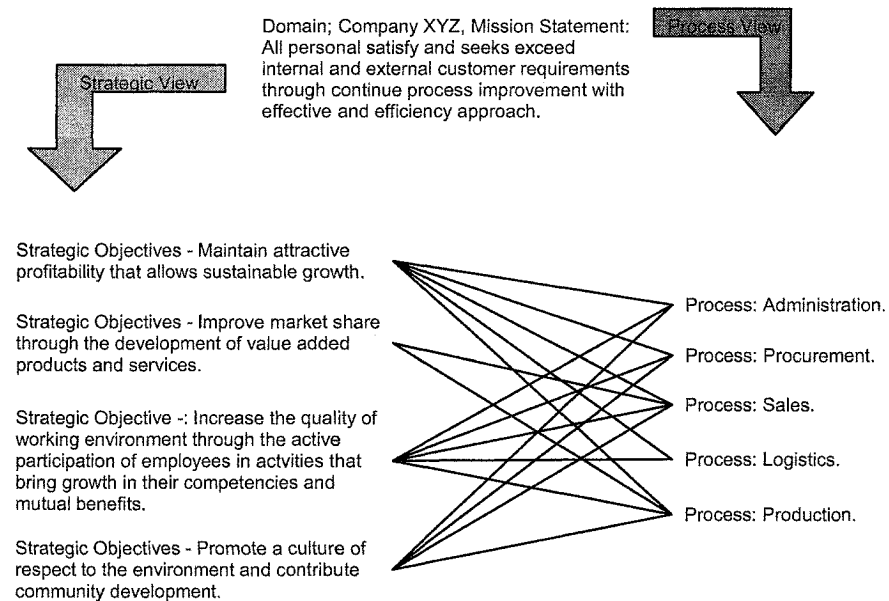 Domain; Company XYZ, Mission Statement:
All personal satisfy and seeks exceed
internal and external customer requirements
through continue process improvement with
effective and efficiency approach.
Process View
Strategic View
Strategic Objectives - Maintain attractive
profitability that allows sustainable growth.
Strategic Objectives - Improve market share
through the development of value added
products and services.
Strategic Objective -: Increase the quality of
working environment through the active
participation of employees in actvities that
bring growth in their competencies and
mutual benefits.
Strategic Objectives - Promote a culture of
respect to the environment and contribute
community development.
Process: Administration.
Process: Procurement.
Process: Sales.
Process: Logistics.
Process: Production.